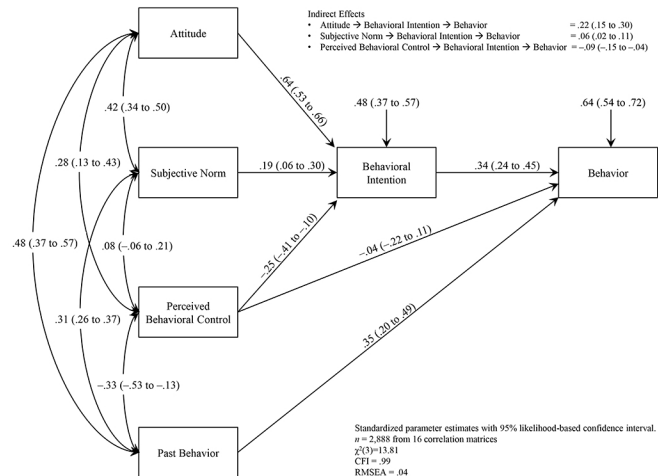 Indirect Effects
• Attitude → Behavioral Intention → Behavior = .22 (.15 to .30)
• Subjective Norm → Behavioral Intention → Behavior = .06 (.02 to .11)
• Perceived Behavioral Control → Behavioral Intention → Behavior = −.09 (−.15 to −.04)
Attitude
.64 (.53 to .66)
.42 (.34 to .50)
.48 (.37 to .57)
.64 (.54 to .72)
.28 (.13 to .43)
Subjective Norm
.19 (.06 to .30)
Behavioral
Intention
.34 (.24 to .45)
Behavior
.48 (.37 to .57)
.08 (−.06 to .21)
−.25 (−.41 to −.10)
−.04 (−.22 to .11)
.31 (.26 to .37)
Perceived
Behavioral Control
.35 (.20 to .49)
−.33 (−.53 to −.13)
Past Behavior
Standardized parameter estimates with 95% likelihood-based confidence interval.
n = 2,888 from 16 correlation matrices
χ²(3)=13.81
CFI = .99
RMSEA = .04